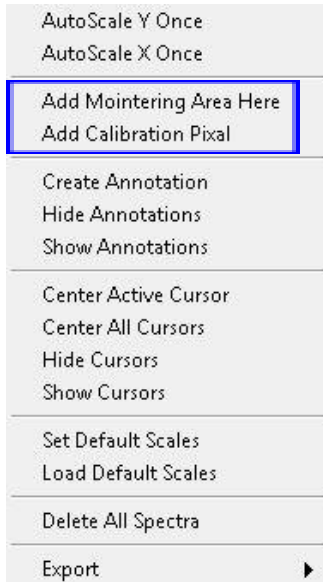 AutoScale Y Once
AutoScale X Once
Add Mointering Area Here
Add Calibration Pixal
Create Annotation
Hide Annotations
Show Annotations
Center Active Cursor
Center All Cursors
Hide Cursors
Show Cursors
Set Default Scales
Load Default Scales
Delete All Spectra
Export